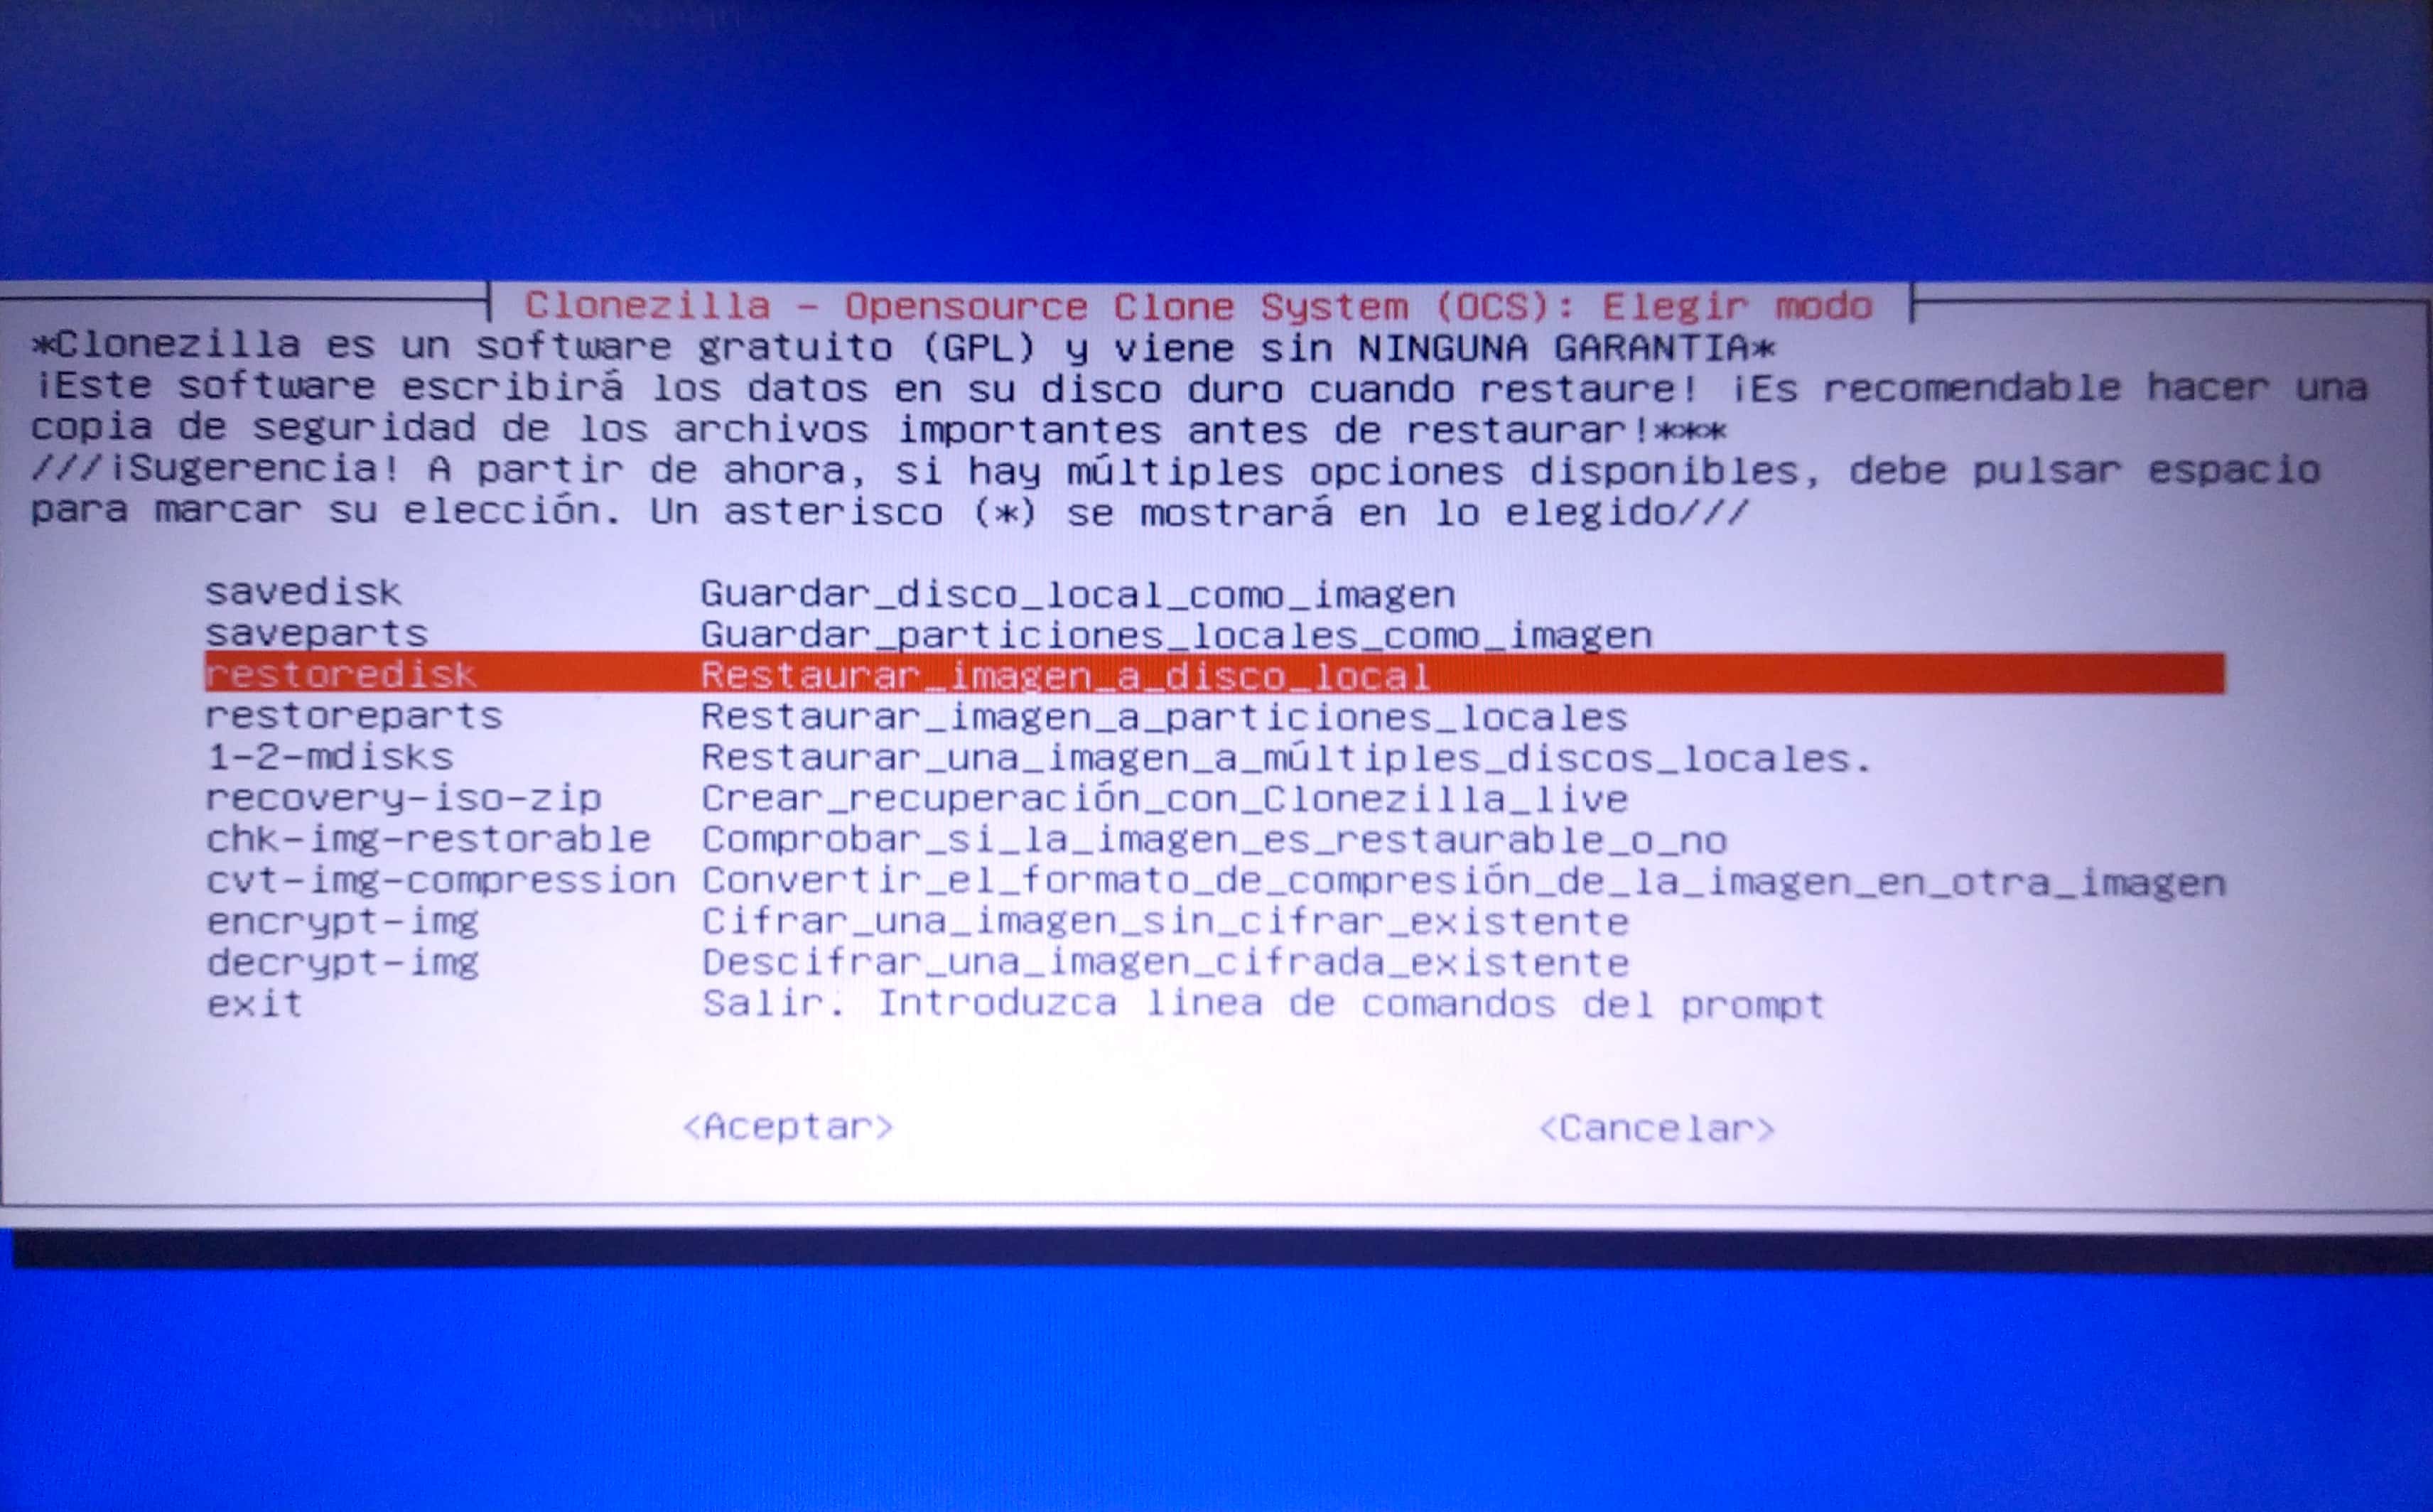 Clonezilla - Opensource Clone System (OCS): Elegir modo
*Clonezilla es un software gratuito (GPL) y viene sin NINGUNA GARANTIA*
¡Este software escribirá los datos en su disco duro cuando restaure! ¡Es recomendable hacer una
copia de seguridad de los archivos importantes antes de restaurar!***
///¡Sugerencia! A partir de ahora, si hay múltiples opciones disponibles, debe pulsar espacio
para marcar su elección. Un asterisco (*) se mostrará en lo elegido///
savedisk Guardar_disco_local_como_imagen
saveparts Guardar_particiones_locales_como_imagen
restoredisk Restaurar_imagen_a_disco_local
restoreparts Restaurar_imagen_a_particiones_locales
1-2-mdisks Restaurar_una_imagen_a_múltiples_discos_locales.
recovery-iso-zip Crear_recuperación_con_Clonezilla_live
chk-img-restorable Comprobar_si_la_imagen_es_restaurable_o_no
cvt-img-compression Convertir_el_formato_de_compresión_de_la_imagen_en_otra_imagen
encrypt-img Cifrar_una_imagen_sin_cifrar_existente
decrypt-img Descifrar_una_imagen_cifrada_existente
exit Salir. Introduzca linea de comandos del prompt
<Aceptar> <Cancelar>